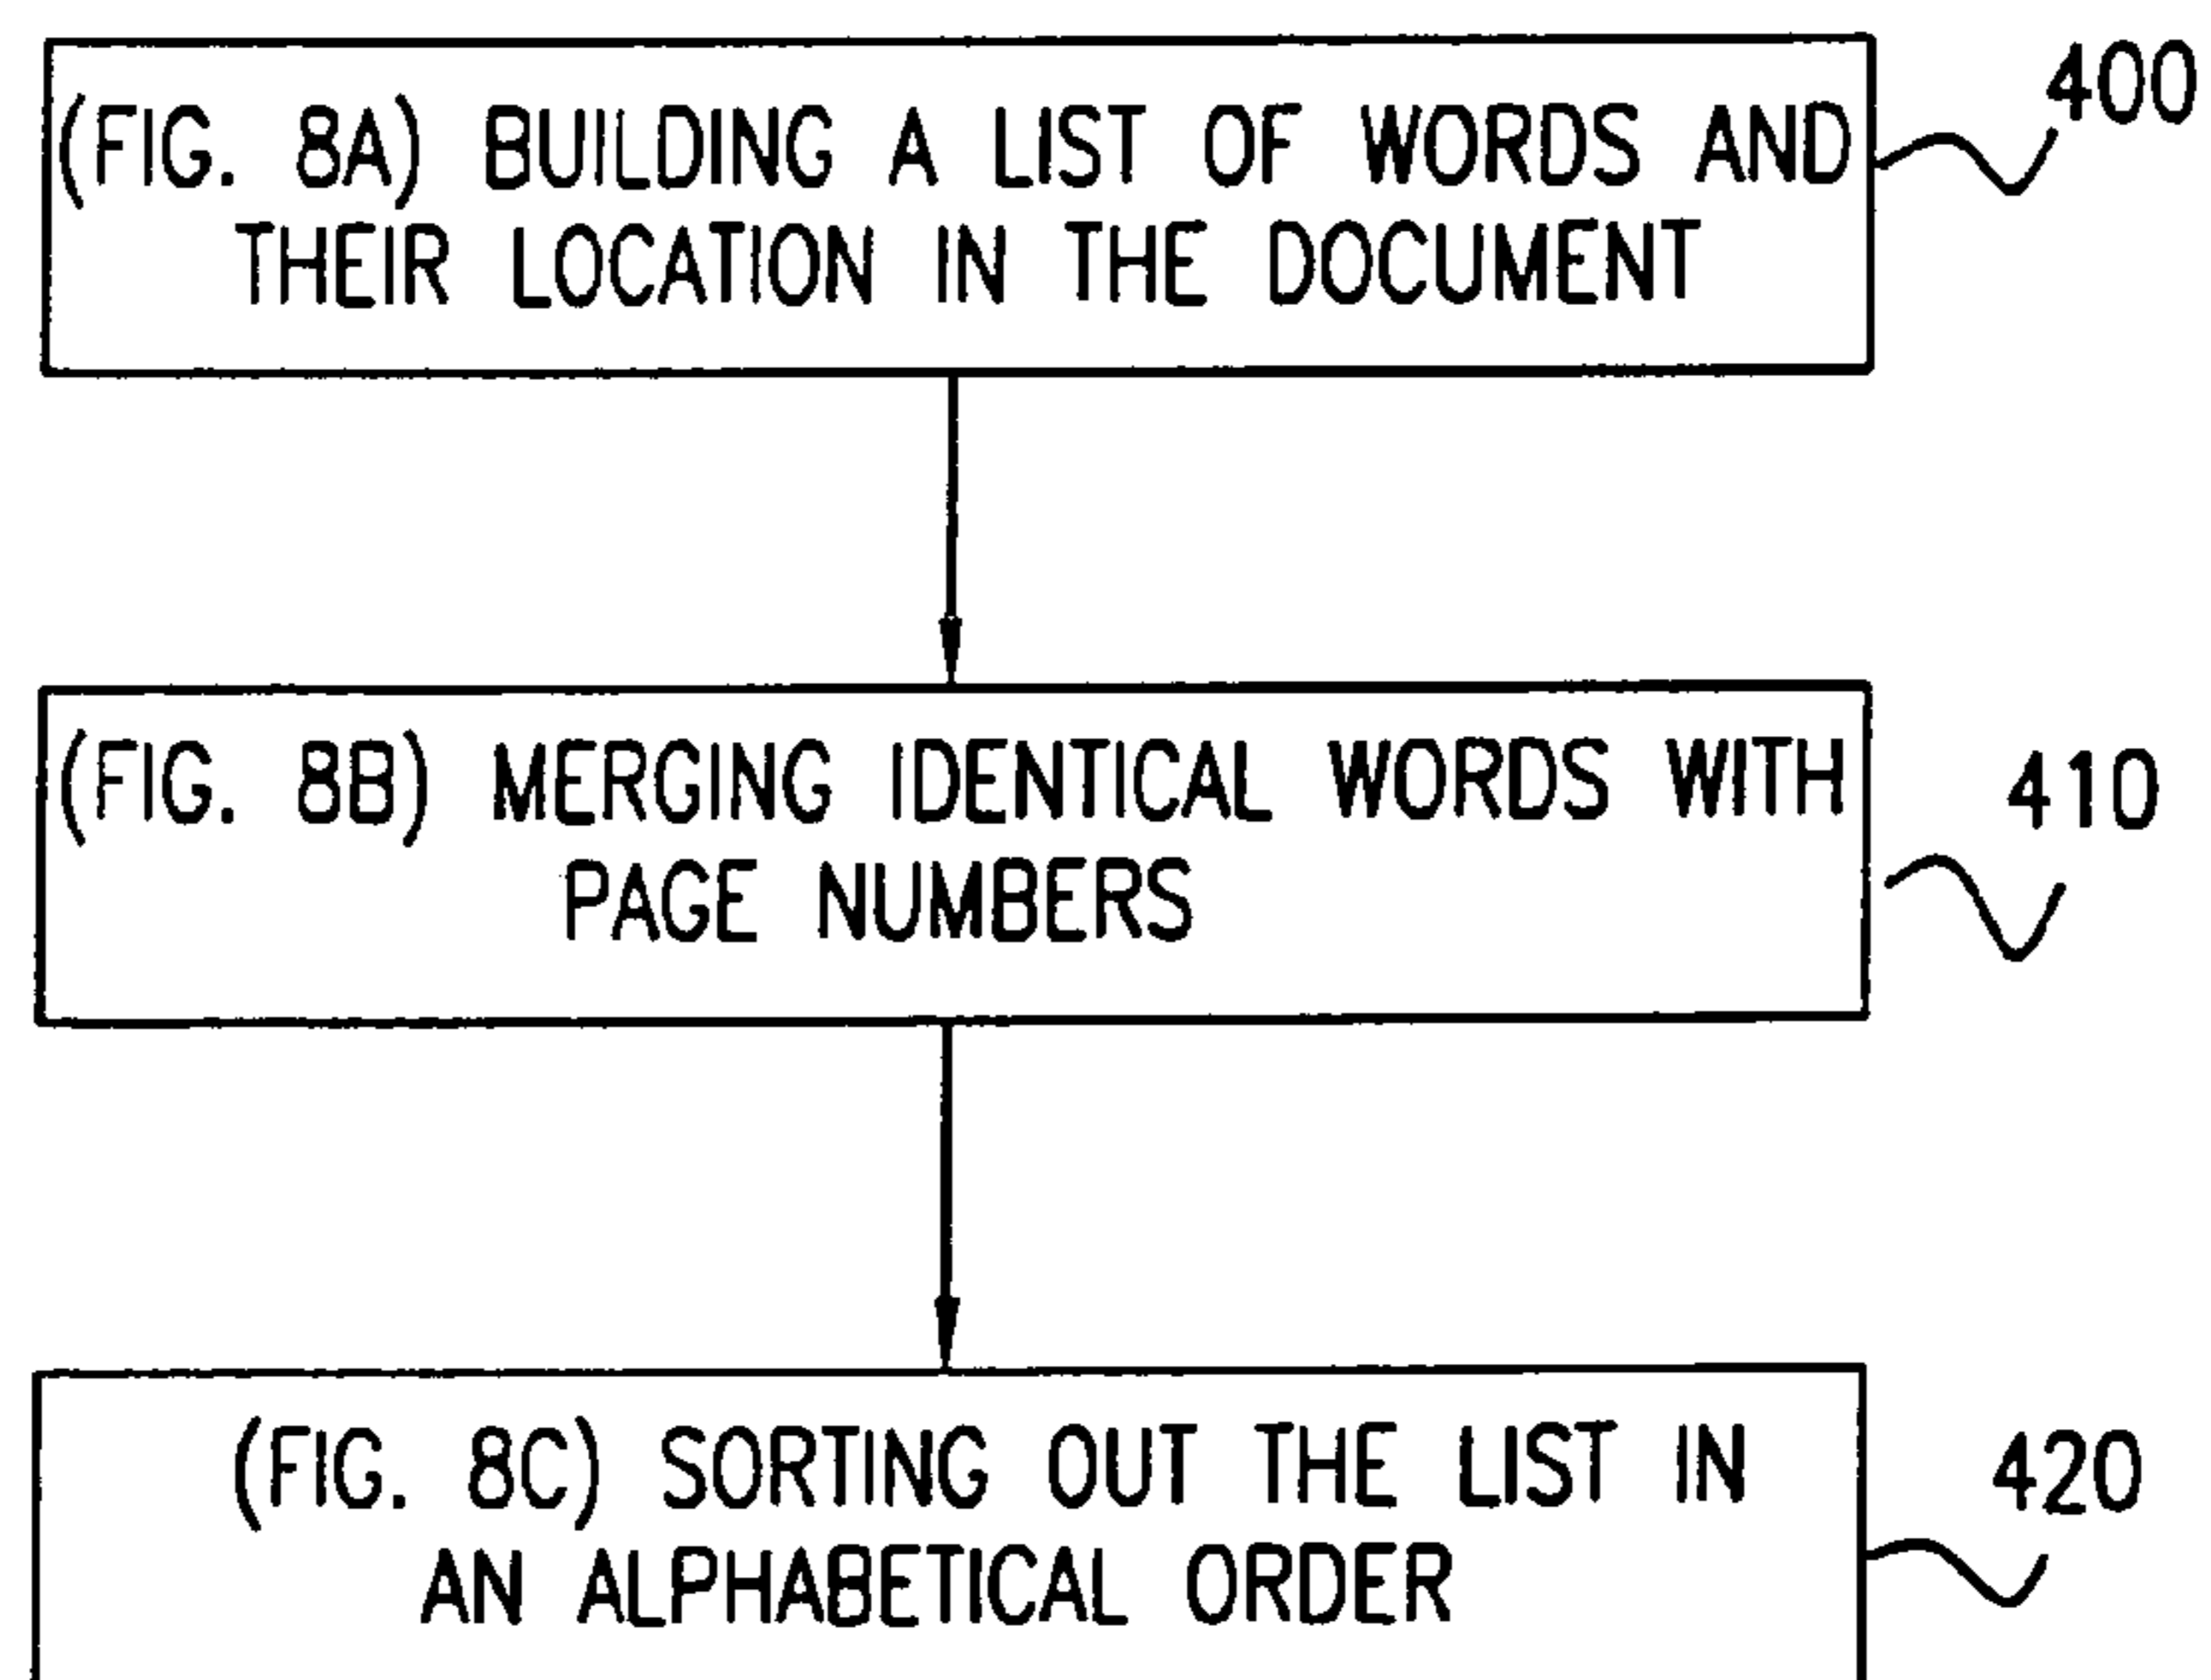 (FIG. 8A) BUILDING A LIST OF WORDS AND
THEIR LOCATION IN THE DOCUMENT
400
(FIG. 8B) MERGING IDENTICAL WORDS WITH
PAGE NUMBERS
410
(FIG. 8C) SORTING OUT THE LIST IN
AN ALPHABETICAL ORDER
420